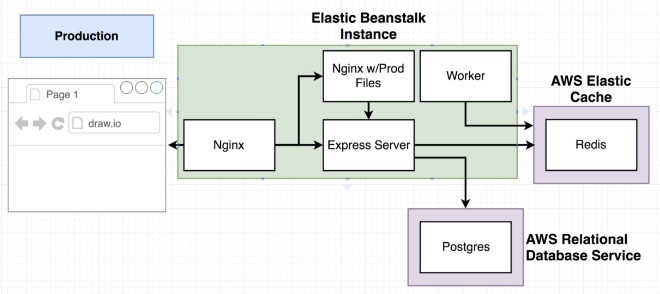 Production
Elastic Beanstalk
Instance
Page 1
draw.io
Nginx
Nginx w/Prod
Files
Worker
Express Server
AWS Elastic
Cache
Redis
Postgres
AWS Relational
Database Service